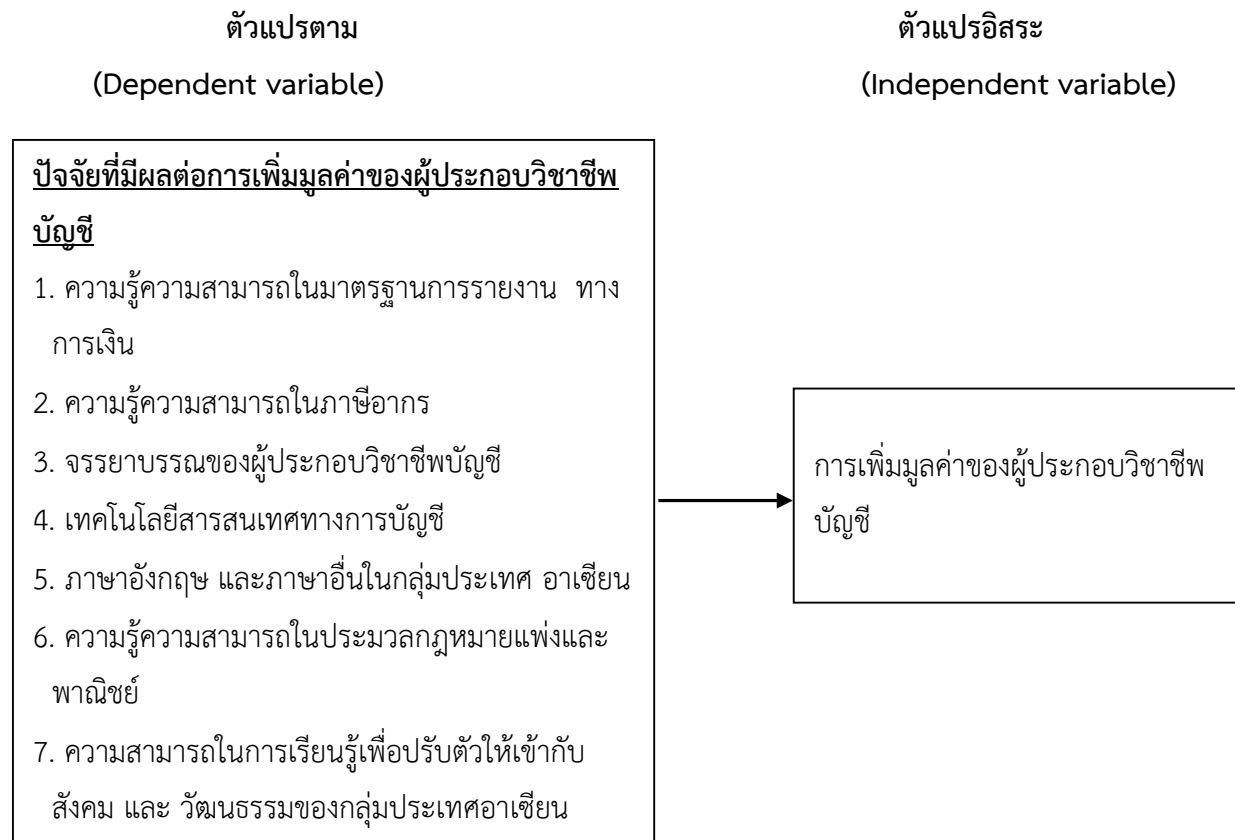 ตัวแปรตาม
(Dependent variable)
ตัวแปรอิสระ
(Independent variable)
ปัจจัยที่มีผลต่อการเพิ่มมูลค่าของผู้ประกอบวิชาชีพ
บัญชี
1. ความรู้ความสามารถในมาตรฐานการรายงาน ทาง
การเงิน
2. ความรู้ความสามารถในภาษีอากร
3. จรรยาบรรณของผู้ประกอบวิชาชีพบัญชี
4. เทคโนโลยีสารสนเทศทางการบัญชี
5. ภาษาอังกฤษ และภาษาอื่นในกลุ่มประเทศ อาเซียน
6. ความรู้ความสามารถในประมวลกฎหมายแพ่งและ
พาณิชย์
7. ความสามารถในการเรียนรู้เพื่อปรับตัวให้เข้ากับ
สังคม และ วัฒนธรรมของกลุ่มประเทศอาเซียน
การเพิ่มมูลค่าของผู้ประกอบวิชาชีพ
บัญชี